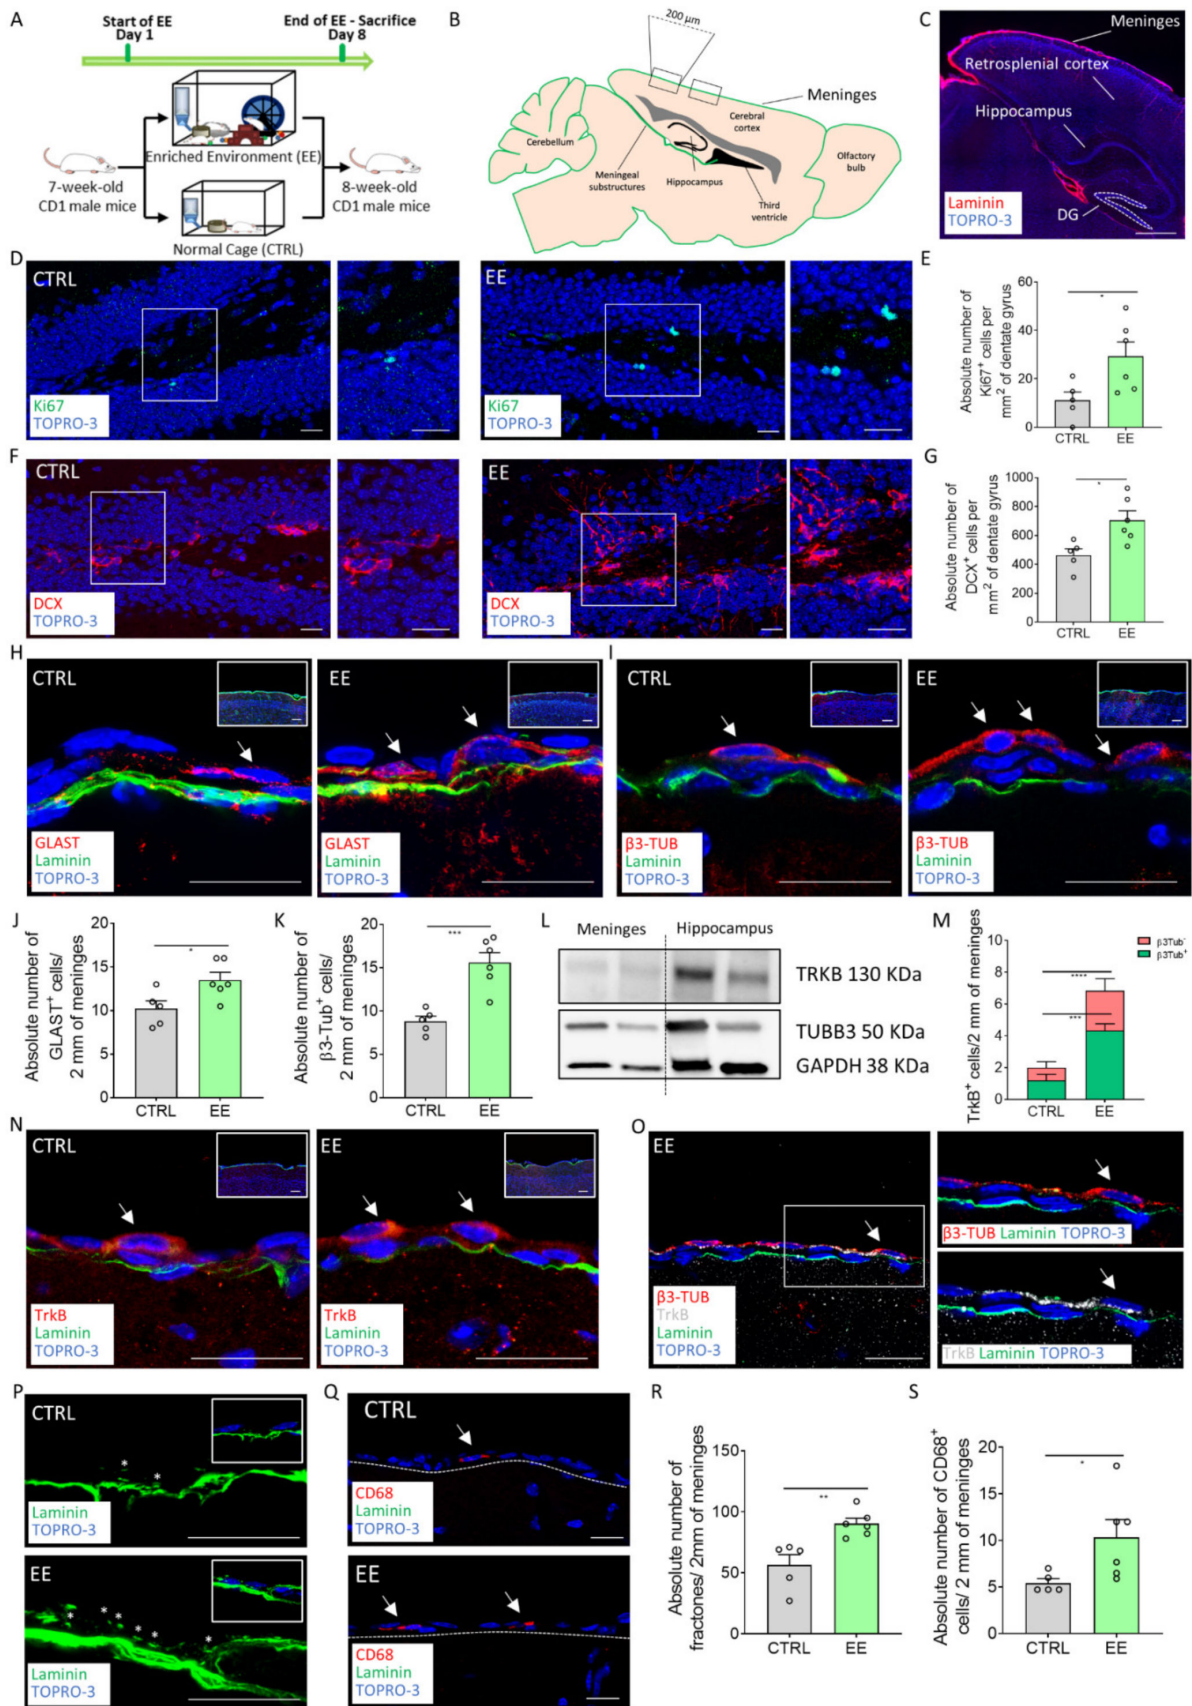 A
Start of EE
Day 1
End of EE - Sacrifice
Day 8
Enriched Environment (EE)
7-week-old
CD1 male mice
8-week-old
CD1 male mice
Normal Cage (CTRL)
B
200 μm
Meninges
Cerebral
cortex
Cerebellum
Meningeal
substructures
Hippocampus
Third
ventricle
Olfactory
bulb
C
Meninges
Retrosplenial cortex
Hippocampus
DG
Laminin
TOPRO-3
D
CTRL
Ki67
TOPRO-3
EE
Ki67
TOPRO-3
E
Absolute number of
Ki67+ cells per
mm2 of dentate gyrus
60
40
20
0
*
CTRL
EE
F
CTRL
DCX
TOPRO-3
EE
DCX
TOPRO-3
G
Absolute number of
DCX+ cells per
mm2 of dentate gyrus
1000
800
600
400
200
0
*
CTRL
EE
H
CTRL
GLAST
Laminin
TOPRO-3
EE
GLAST
Laminin
TOPRO-3
I
CTRL
β3-TUB
Laminin
TOPRO-3
EE
β3-TUB
Laminin
TOPRO-3
J
Absolute number of
GLAST+ cells/
2 mm of meninges
20
15
10
5
0
*
CTRL
EE
K
Absolute number of
β3-Tub+ cells/
2 mm of meninges
20
15
10
5
0
***
CTRL
EE
L
Meninges
Hippocampus
TRKB 130 KDa
TUBB3 50 KDa
GAPDH 38 KDa
M
TrkB+ cells/2 mm of meninges
8
6
4
2
0
****
***
β3Tub-
β3Tub+
CTRL
EE
N
CTRL
TrkB
Laminin
TOPRO-3
EE
TrkB
Laminin
TOPRO-3
O
EE
β3-TUB
TrkB
Laminin
TOPRO-3
β3-TUB Laminin TOPRO-3
TrkB Laminin TOPRO-3
P
CTRL
* *
Laminin
TOPRO-3
EE
* * * * * *
Laminin
TOPRO-3
Q
CTRL
CD68
Laminin
TOPRO-3
EE
CD68
Laminin
TOPRO-3
R
Absolute number of
fractones/ 2mm of meninges
150
100
50
0
**
CTRL
EE
S
Absolute number of CD68+
cells/ 2 mm of meninges
20
15
10
5
0
*
CTRL
EE